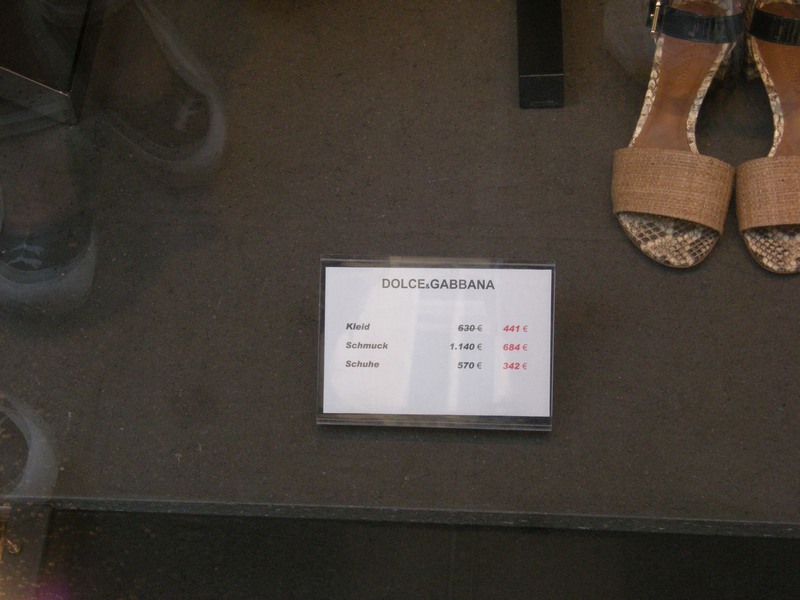 DOLCE&GABBANA
Kleid 630 € 441 €
Schmuck 1.140 € 684 €
Schuhe 570 € 342 €